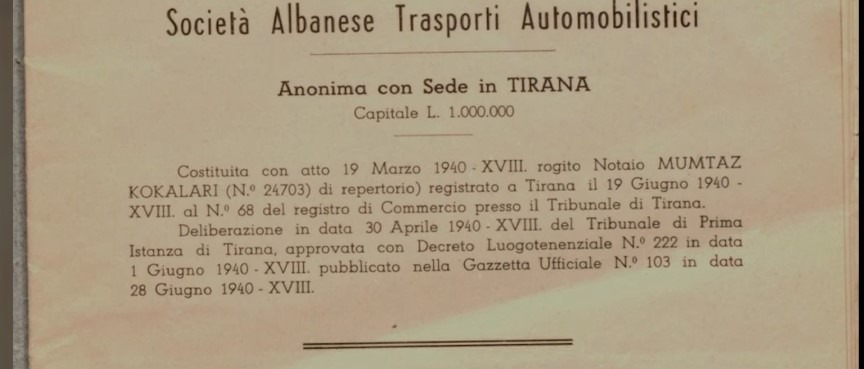 Società Albanese Trasporti Automobilistici
Anonima con Sede in TIRANA
Capitale L. 1.000.000
Costituita con atto 19 Marzo 1940 - XVIII. rogito Notaio MUMTAZ
KOKALARI (N.º 24703) di repertorio) registrato a Tirana il 19 Giugno 1940 -
XVIII. al N.º 68 del registro di Commercio presso il Tribunale di Tirana.
Deliberazione in data 30 Aprile 1940 - XVIII. del Tribunale di Prima
Istanza di Tirana, approvata con Decreto Luogotenenziale N.º 222 in data
1 Giugno 1940 - XVIII. pubblicato nella Gazzetta Ufficiale N.º 103 in data
28 Giugno 1940 - XVIII.